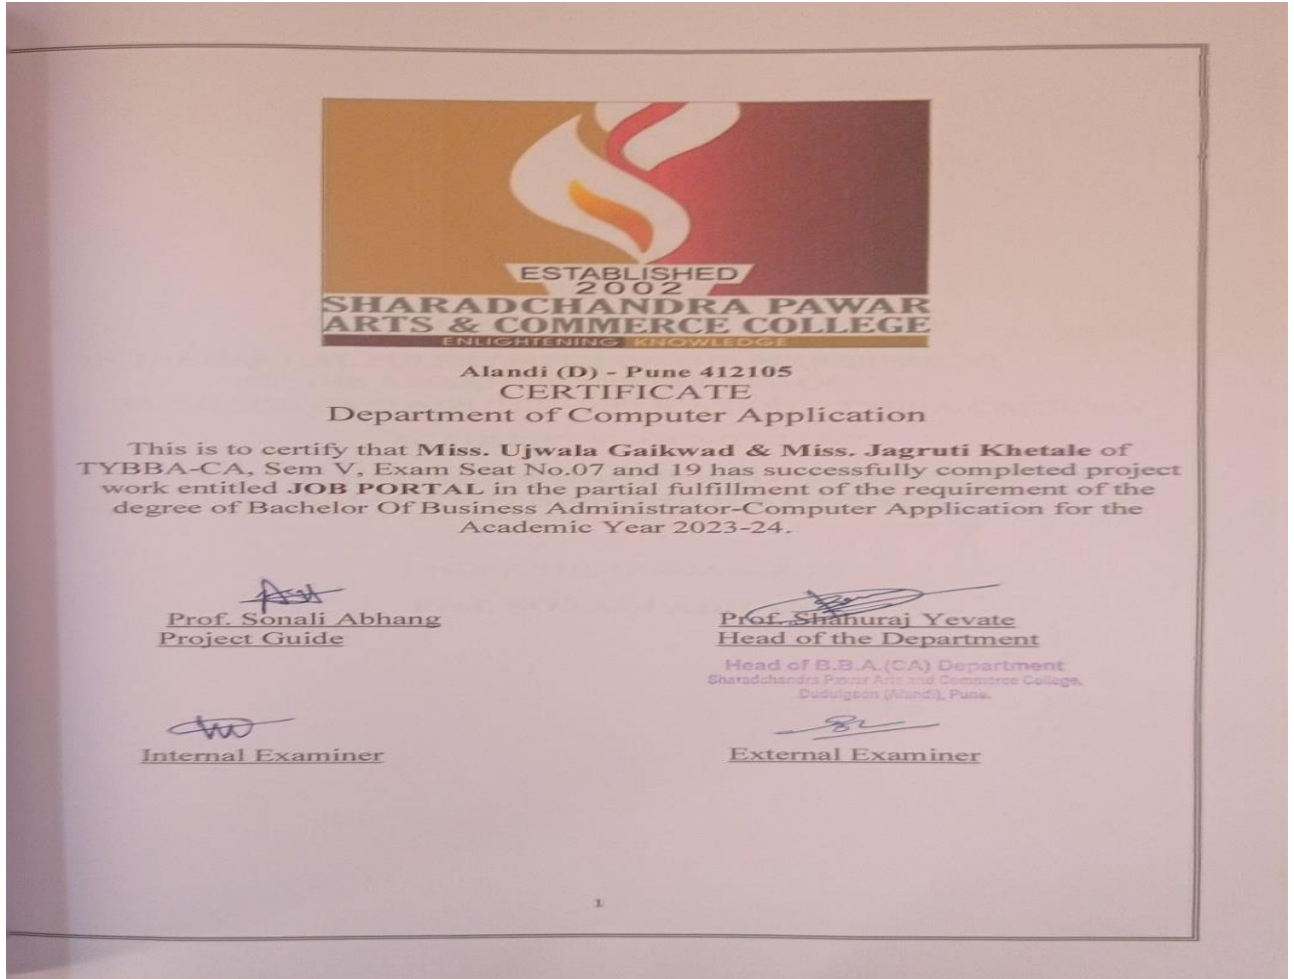 ESTABLISHED
2002
SHARADCHANDRA PAWAR
ARTS & COMMERCE COLLEGE
ENLIGHTENING KNOWLEDGE
Alandi (D) - Pune 412105
CERTIFICATE
Department of Computer Application
This is to certify that Miss. Ujwala Gaikwad & Miss. Jagruti Khetale of
TYBBA-CA, Sem V, Exam Seat No.07 and 19 has successfully completed project
work entitled JOB PORTAL in the partial fulfillment of the requirement of the
degree of Bachelor Of Business Administrator-Computer Application for the
Academic Year 2023-24.
Prof. Sonali Abhang
Project Guide
Prof. Shahuraj Yevate
Head of the Department
Head of B.B.A.(CA) Department
Sharadchandra Pawar Arts and Commerce College,
Dudulgaon (Alandi), Pune.
Internal Examiner
External Examiner
1